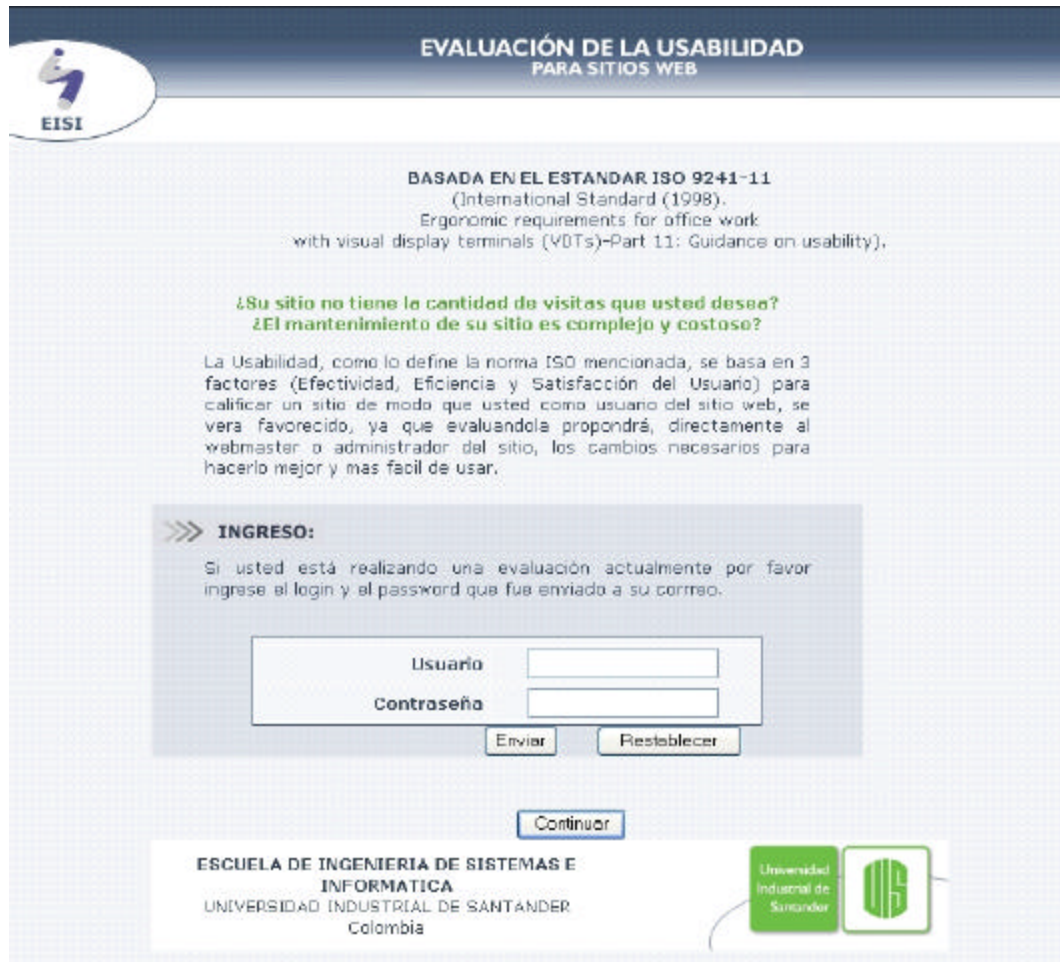 EVALUACIÓN DE LA USABILIDAD
PARA SITIOS WEB
EISI
BASADA EN EL ESTANDAR ISO 9241-11
(International Standard (1998).
Ergonomic requirements for office work
with visual display terminals (VDTs)-Part 11: Guidance on usability).
¿Su sitio no tiene la cantidad de visitas que usted desea?
¿El mantenimiento de su sitio es complejo y costoso?
La Usabilidad, como lo define la norma ISO mencionada, se basa en 3
factores (Efectividad, Eficiencia y Satisfacción del Usuario) para
calificar un sitio de modo que usted como usuario del sitio web, se
vera favorecido, ya que evaluandola propondrá, directamente al
webmaster o administrador del sitio, los cambios necesarios para
hacerlo mejor y mas facil de usar.
INGRESO:
Si usted está realizando una evaluación actualmente por favor
ingrese el login y el password que fue enviado a su corrreo.
Usuario
Contraseña
Enviar Restablecer
Continuar
ESCUELA DE INGENIERIA DE SISTEMAS E
INFORMATICA
UNIVERSIDAD INDUSTRIAL DE SANTANDER
Colombia
Universidad
Industrial de
Santander
UIS